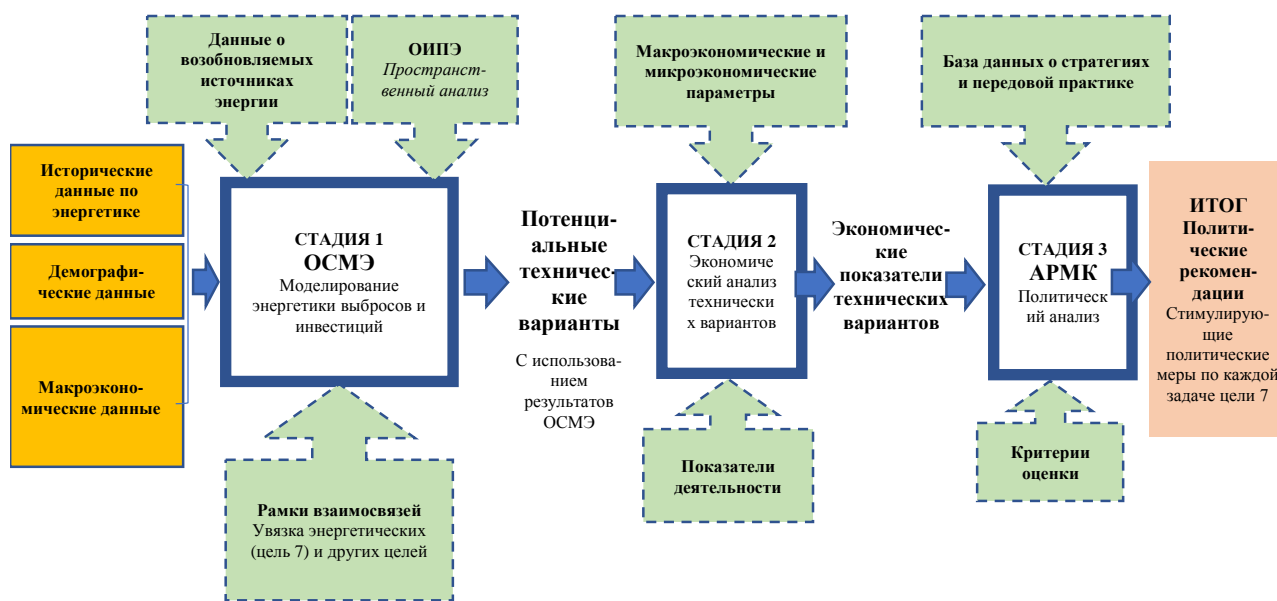 Данные о
возобновляемых
источниках
энергии
ОИПЭ
Пространст-
венный анализ
Макроэкономические и
микроэкономические
параметры
База данных о стратегиях
и передовой практике
Исторические
данные по
энергетике
Демографи-
ческие данные
Макроэконо-
мические данные
СТАДИЯ 1
ОСМЭ
Моделирование
энергетики выбросов и
инвестиций
Потенци-
альные
техничес-
кие
варианты
С использова-
нием
результатов
ОСМЭ
СТАДИЯ 2
Экономиче
ский анализ
технически
х вариантов
Экономичес-
кие
показатели
технических
вариантов
СТАДИЯ 3
АРМК
Политическ
ий анализ
ИТОГ
Полити-
ческие
рекомен-
дации
Стимулирую-
щие
политические
меры по каждой
задаче цели 7
Рамки взаимосвязей
Увязка энергетических
(цель 7) и других целей
Показатели
деятельности
Критерии
оценки